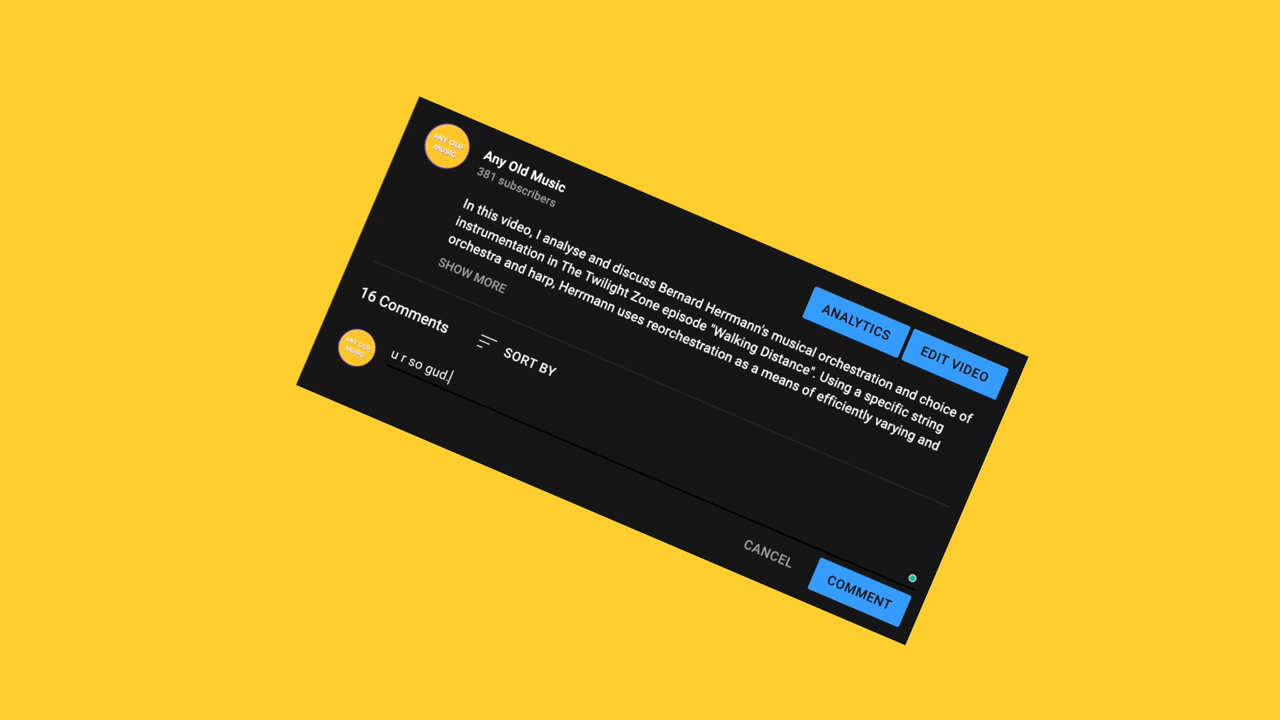 ANY OLD
MUSIC
Any Old Music
381 subscribers
In this video, I analyse and discuss Bernard Herrmann's musical orchestration and choice of
instrumentation in The Twilight Zone episode "Walking Distance". Using a specific string
orchestra and harp, Herrmann uses reorchestration as a means of efficiently varying and
SHOW MORE
ANALYTICS
EDIT VIDEO
16 Comments
SORT BY
ANY OLD
MUSIC
u r so gud.
CANCEL
COMMENT